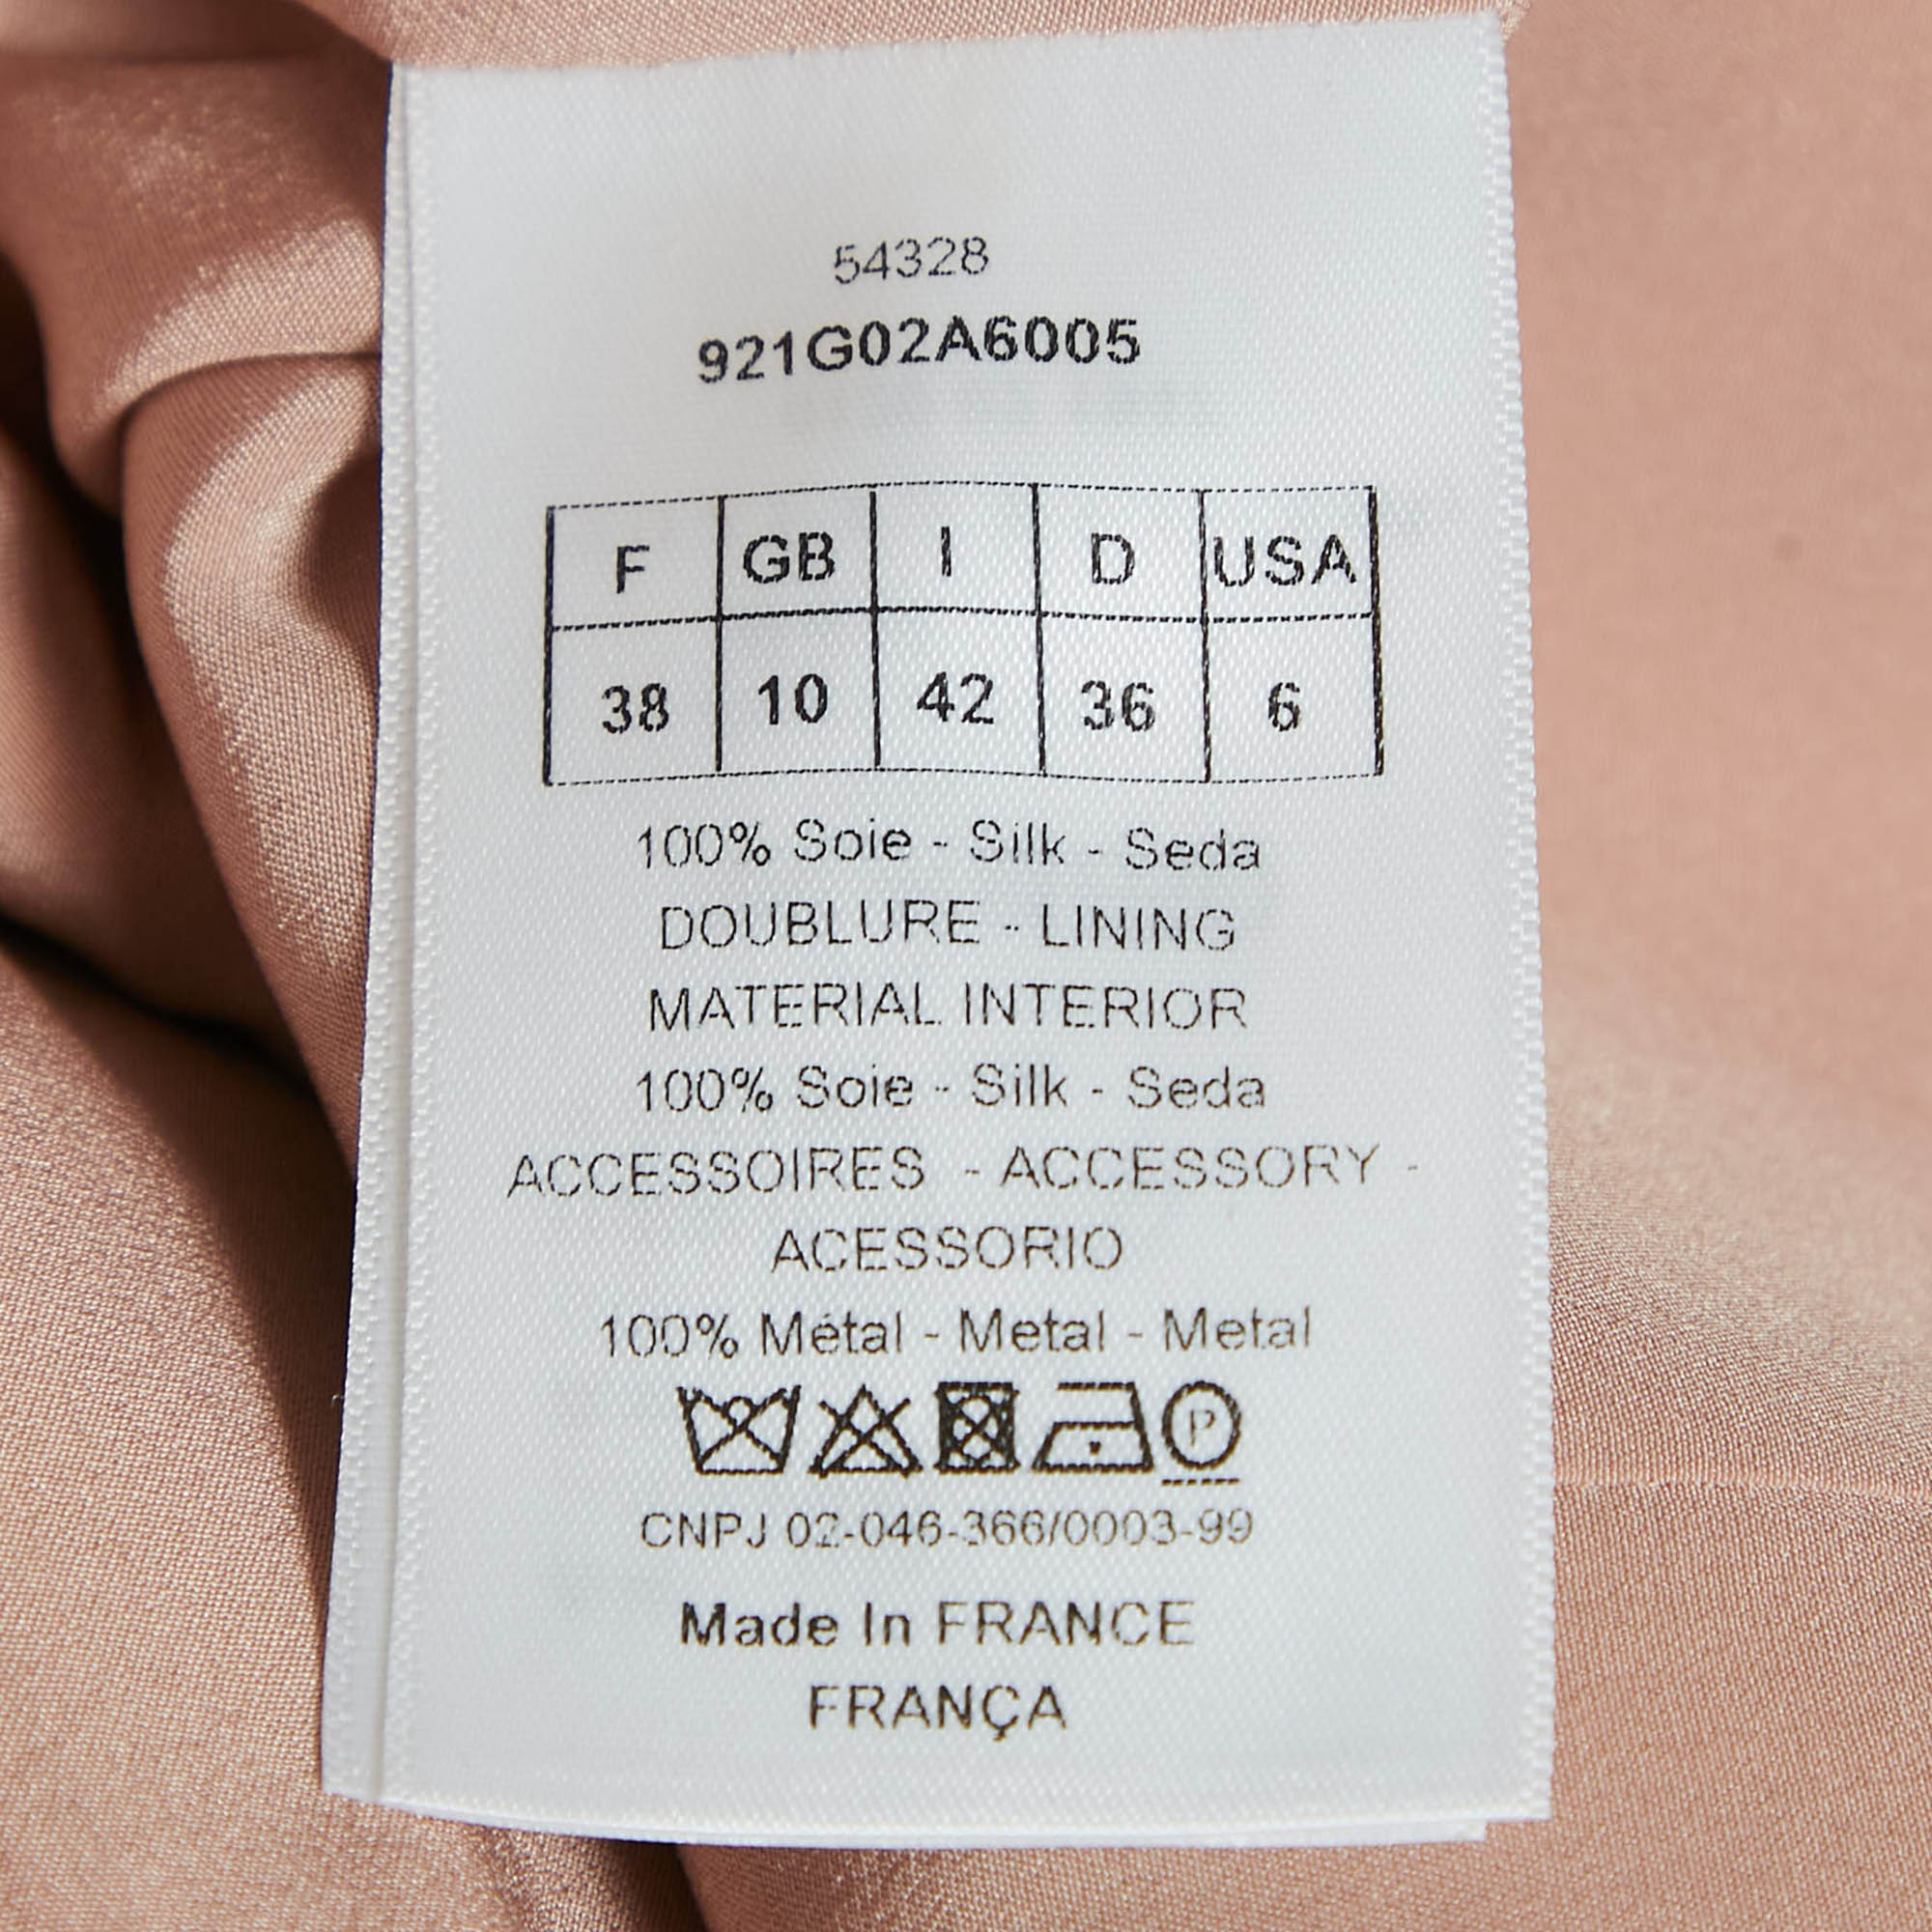 54328
921G02A6005
F GB I D USA
38 10 42 36 6
100% Soie - Silk - Seda
DOUBLURE - LINING
MATERIAL INTERIOR
100% Soie - Silk - Seda
ACCESSOIRES - ACCESSORY -
ACESSORIO
100% Métal - Metal - Metal
P
CNPJ 02-046-366/0003-99
Made In FRANCE
FRANÇA